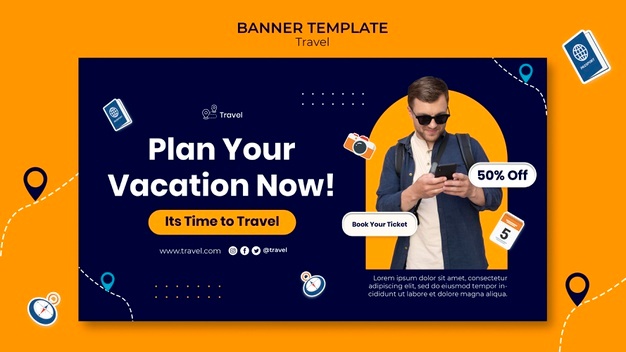 BANNER TEMPLATE
Travel
PASSPORT
Travel
Plan Your
Vacation Now!
Its Time to Travel
www.travel.com @travel
50% Off
Book Your Ticket
5
Lorem ipsum dolor sit amet,
consectetur adipiscing elit, sed do
eiusmod tempor incididunt ut labore et
dolore magna aliqua.